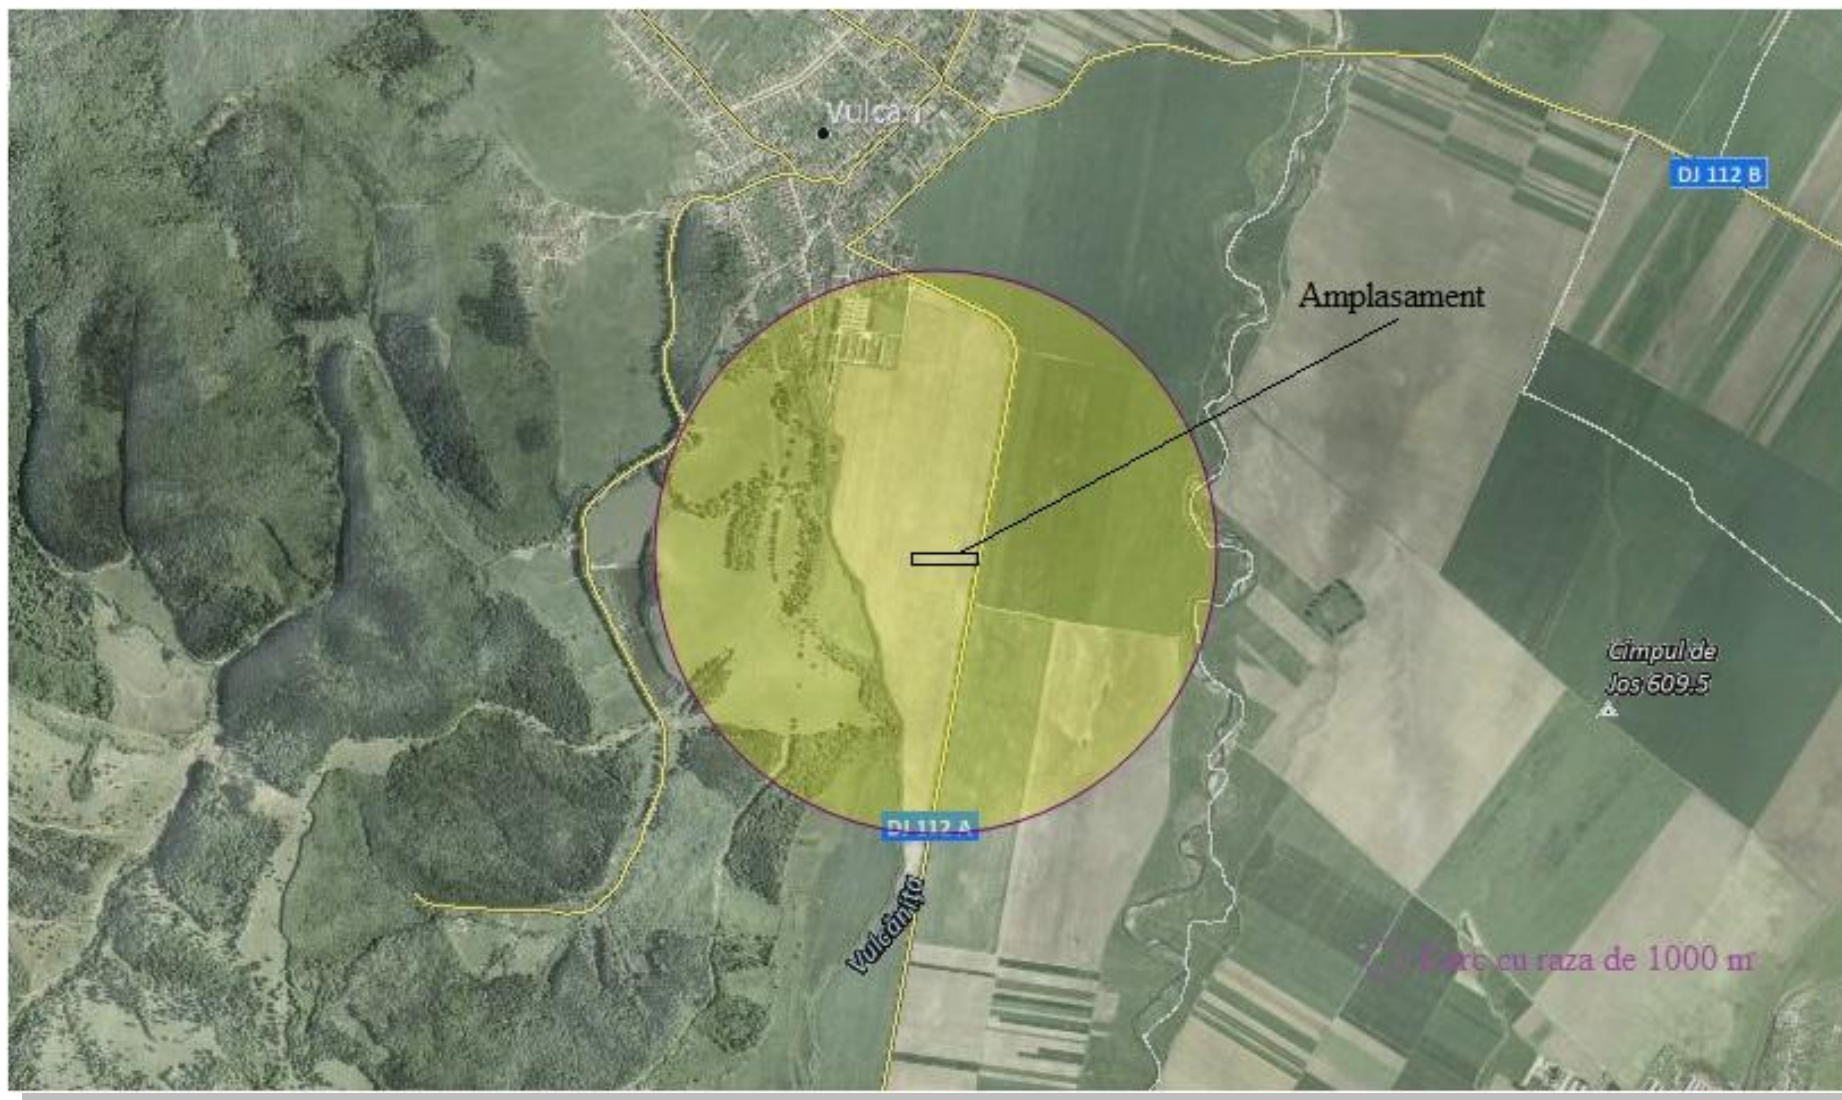 Vulcan
DJ 112 B
Amplasament
Cîmpul de
Jos 609.5
DJ 112 A
Vulcănița
cu raza de 1000 m